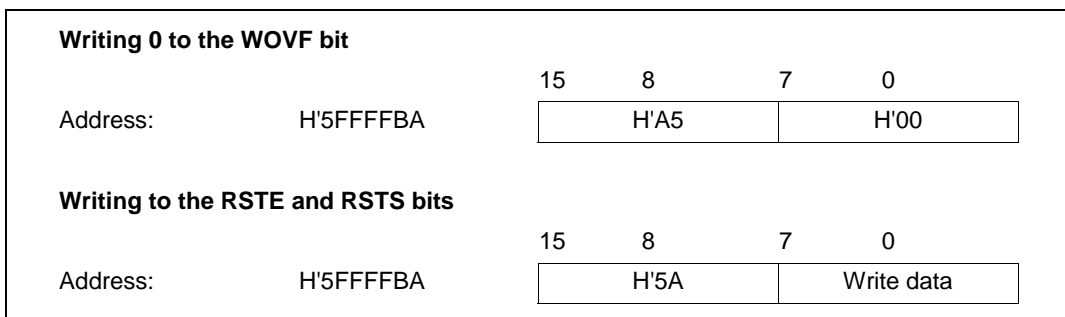 Writing 0 to the WOVF bit
15 8 7 0
Address: H'5FFFFBA H'A5 H'00
Writing to the RSTE and RSTS bits
15 8 7 0
Address: H'5FFFFBA H'5A Write data